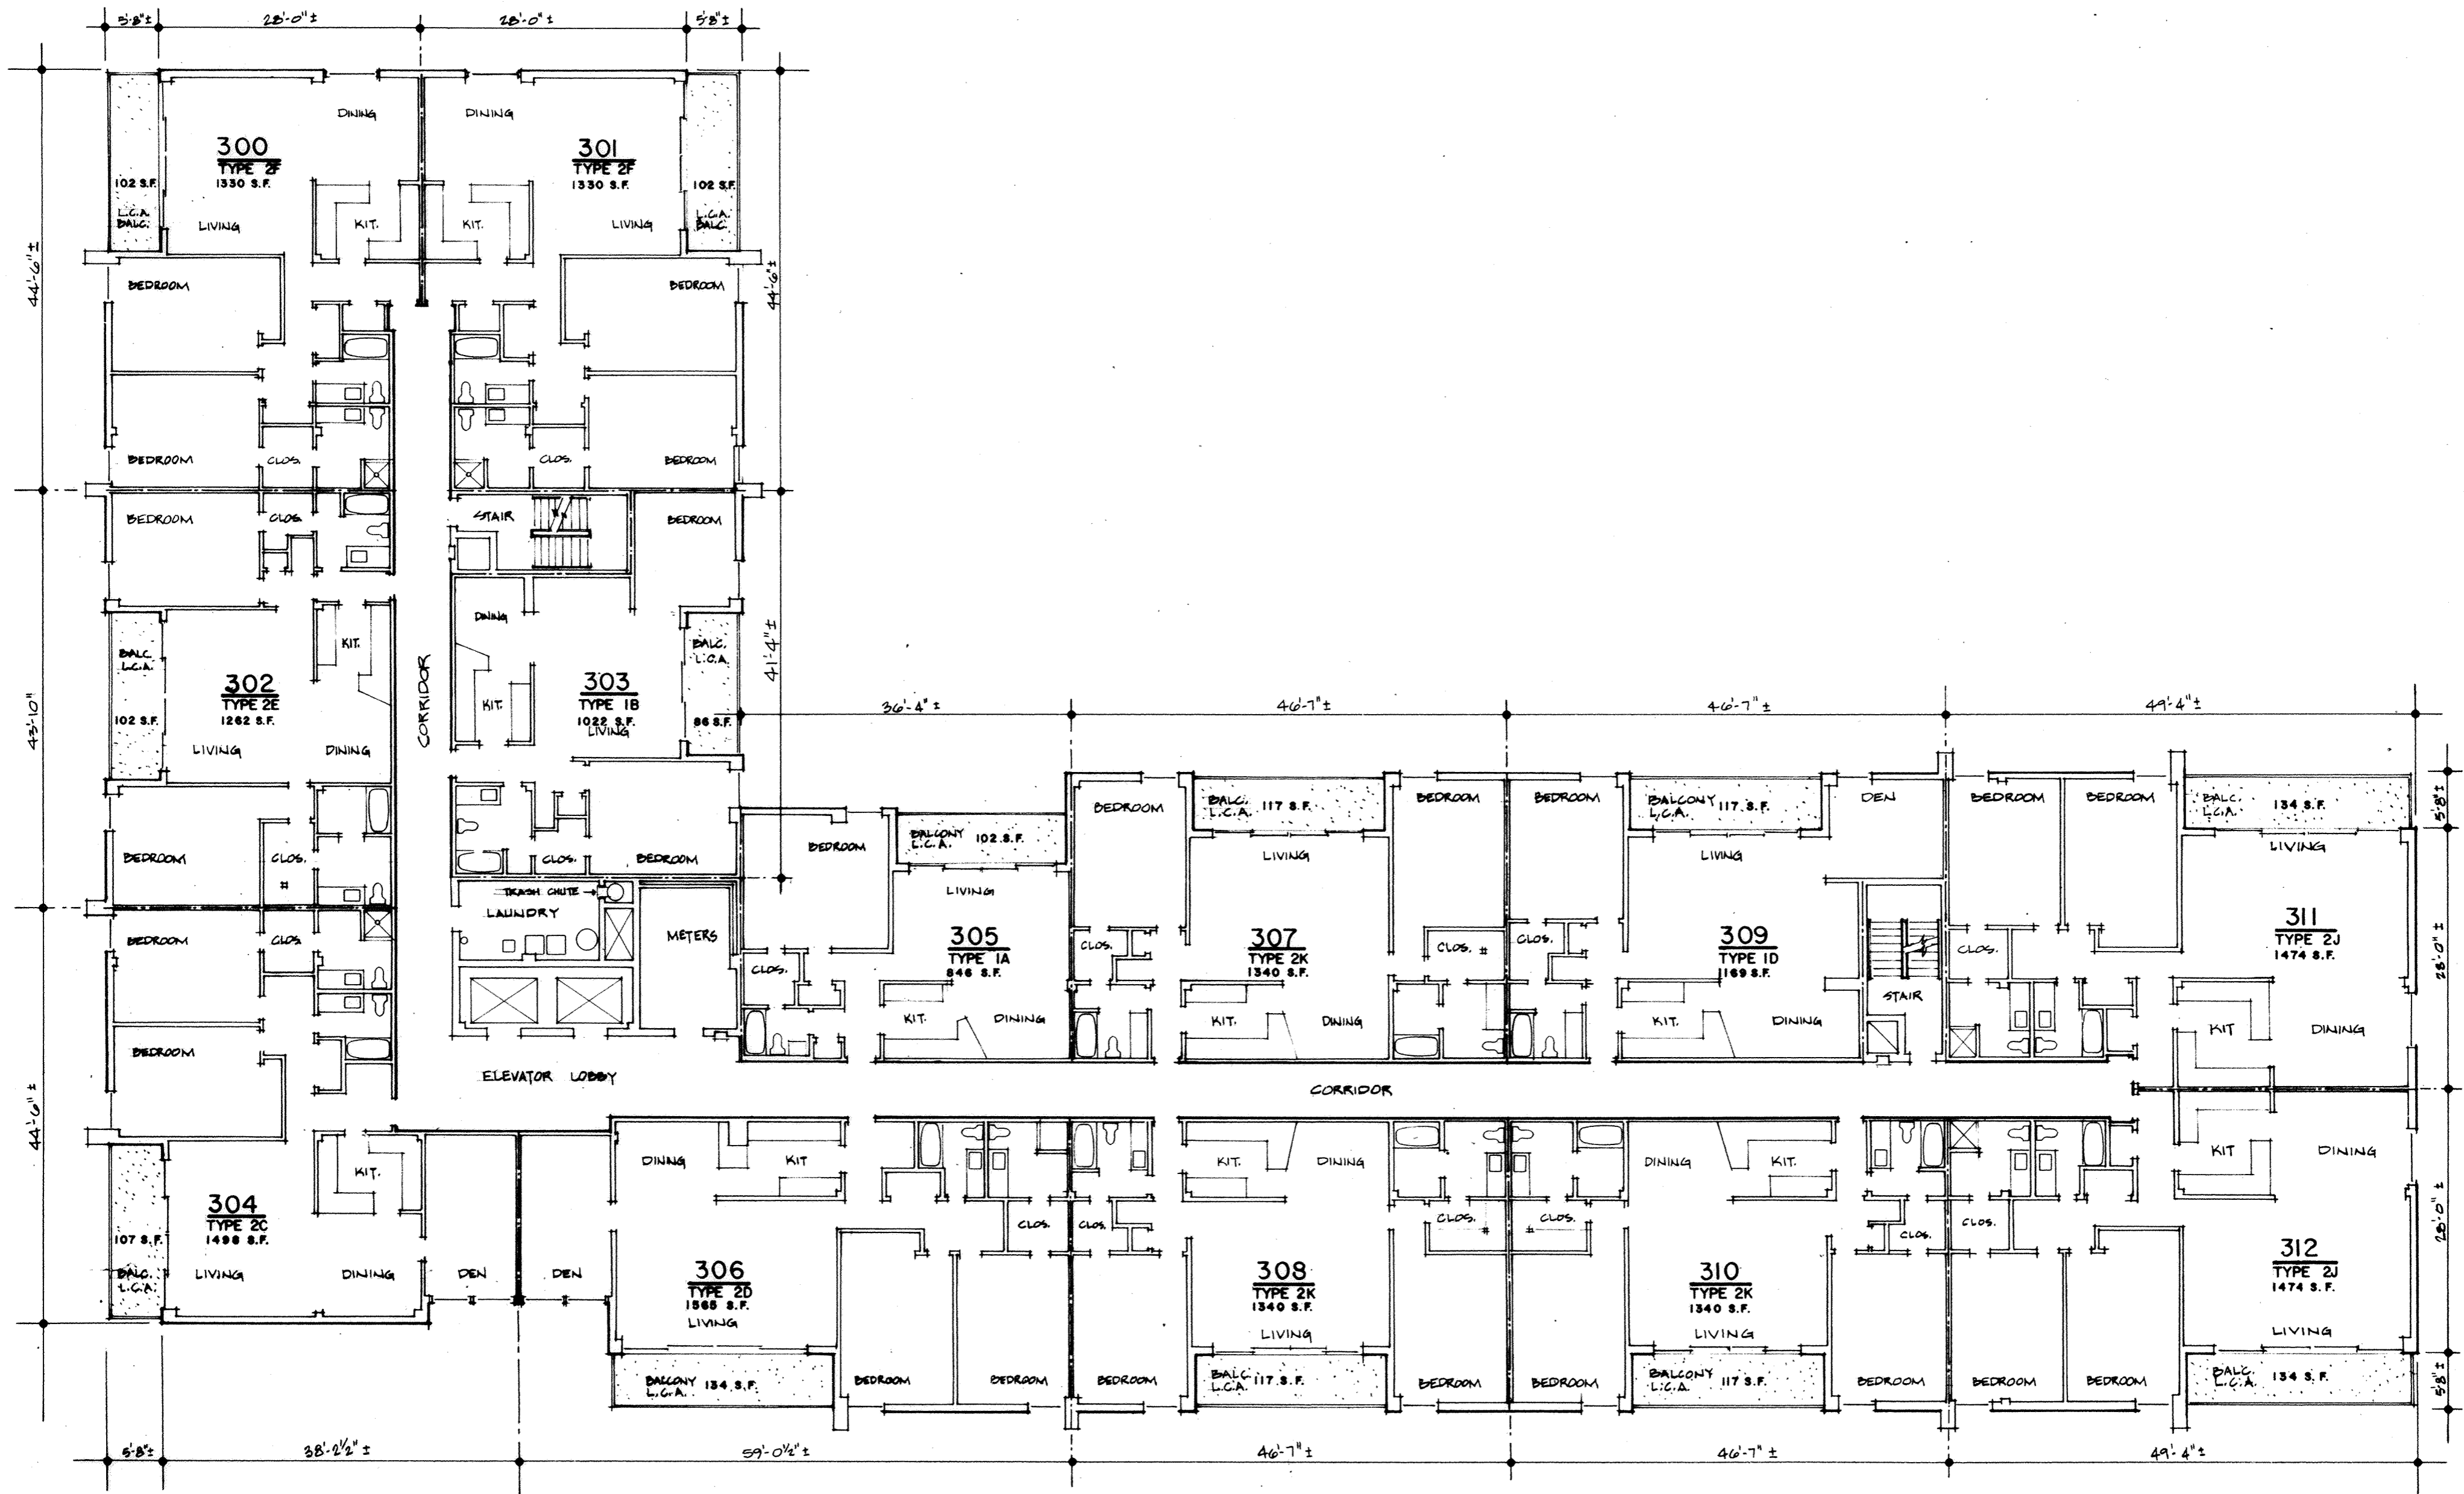 5'-8"± 28'-0"± 28'-0"± 5'-8"±
44'-6"±
44'-6"±
DINING DINING
300
TYPE 2F
1330 S.F.
301
TYPE 2F
1330 S.F.
102 S.F.
L.C.A.
BALC.
102 S.F.
L.C.A.
BALC.
LIVING KIT. KIT. LIVING
BEDROOM BEDROOM
BEDROOM CLOS. CLOS. BEDROOM
BEDROOM CLOS. STAIR BEDROOM
43'-10"
41'-4"±
DINING
KIT.
BALC.
L.C.A.
BALC.
L.C.A.
CORRIDOR
302
TYPE 2E
1262 S.F.
102 S.F.
303
TYPE 1B
1022 S.F.
LIVING
KIT.
86 S.F.
LIVING DINING
BEDROOM CLOS.
#
CLOS. BEDROOM
TRASH CHUTE
LAUNDRY
METERS
BEDROOM CLOS.
BEDROOM
ELEVATOR LOBBY
CORRIDOR
44'-6"±
36'-4"± 46'-7"± 46'-7"± 49'-4"±
BEDROOM
BALCONY
L.C.A. 102 S.F.
LIVING
305
TYPE 1A
846 S.F.
CLOS.
KIT. DINING
BEDROOM
BALC.
L.C.A. 117 S.F.
BEDROOM
LIVING
307
TYPE 2K
1340 S.F.
CLOS.
CLOS. #
KIT. DINING
BEDROOM
BALCONY
L.C.A. 117 S.F.
DEN
LIVING
309
TYPE 1D
1169 S.F.
CLOS.
KIT. DINING
STAIR
BEDROOM BEDROOM
BALC.
L.C.A. 134 S.F.
LIVING
311
TYPE 2J
1474 S.F.
CLOS.
KIT DINING
5'8"±
28'-0"±
28'-0"±
5'8"±
KIT.
304
TYPE 2C
1498 S.F.
107 S.F.
BALC.
L.C.A.
LIVING DINING DEN
DEN
DINING KIT
306
TYPE 2D
1565 S.F.
LIVING
CLOS.
BALCONY
L.C.A. 134 S.F.
BEDROOM BEDROOM
KIT. DINING
CLOS. CLOS.
308
TYPE 2K
1340 S.F.
LIVING
BEDROOM
BALC.
L.C.A. 117 S.F.
BEDROOM
DINING KIT.
CLOS. CLOS.
310
TYPE 2K
1340 S.F.
LIVING
BEDROOM
BALCONY
L.C.A. 117 S.F.
BEDROOM
KIT DINING
CLOS.
312
TYPE 2J
1474 S.F.
LIVING
BEDROOM BEDROOM
BALC.
L.C.A. 134 S.F.
5'-8"± 38'-2½"± 59'-0½"± 46'-7"± 46'-7"± 49'-4"±